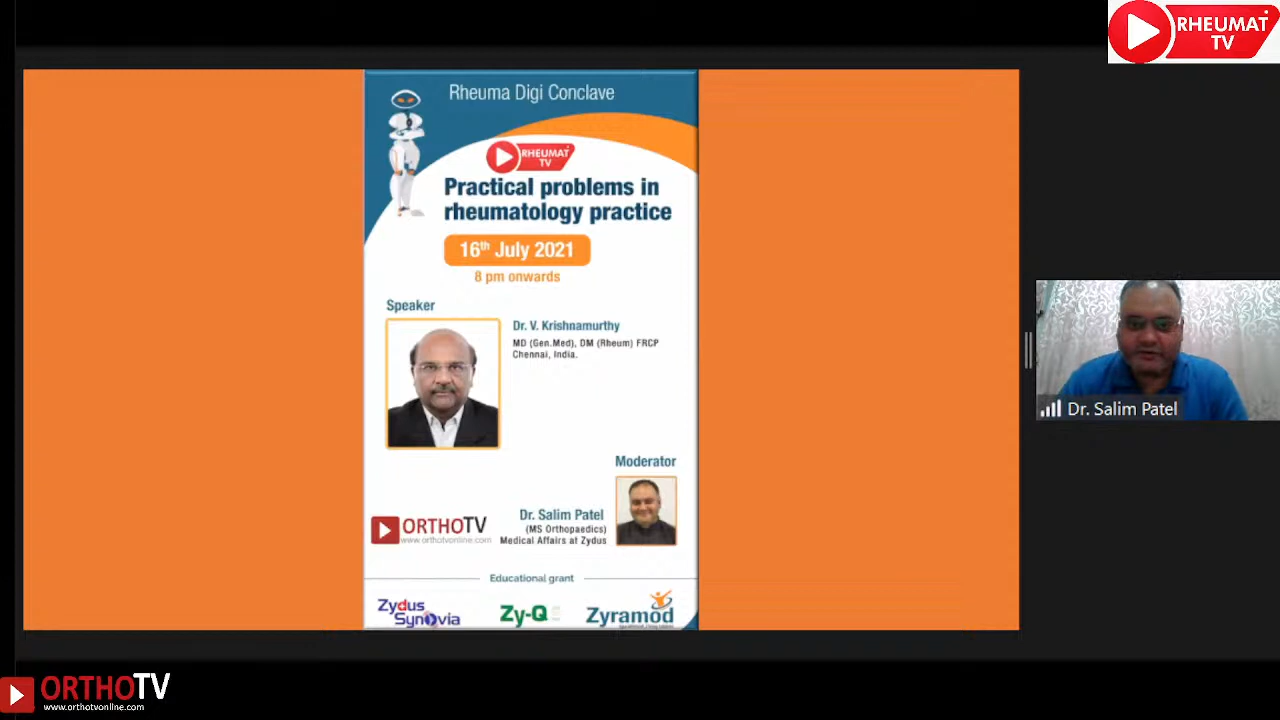 RHEUMAT
TV
Rheuma Digi Conclave
RHEUMAT
TV
Practical problems in
rheumatology practice
16th July 2021
8 pm onwards
Speaker
Dr. V. Krishnamurthy
MD (Gen.Med), DM (Rheum) FRCP
Chennai, India.
Dr. Salim Patel
Moderator
Dr. Salim Patel
(MS Orthopaedics)
Medical Affairs at Zydus
ORTHOTV
www.orthotvonline.com
Educational grant
Zydus
Synovia
Zy-Q
Zyramod
ORTHOTV
www.orthotvonline.com